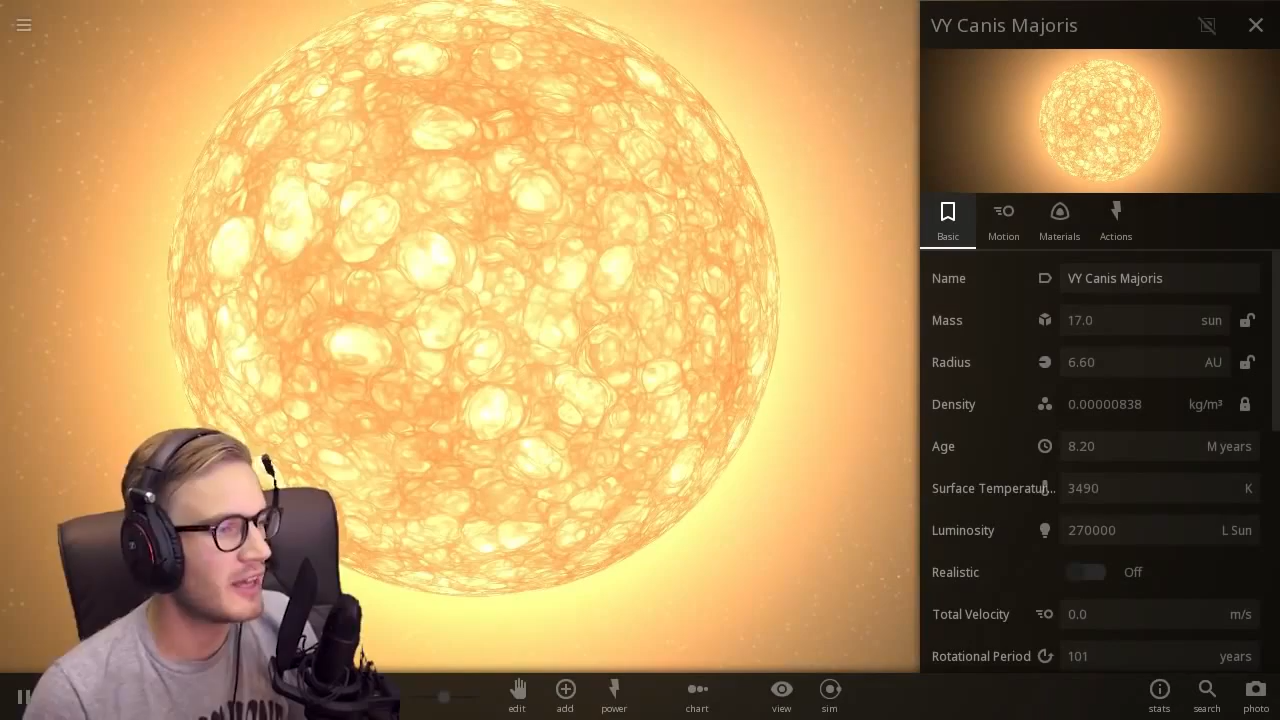 VY Canis Majoris
Basic
Motion
Materials
Actions
Name VY Canis Majoris
Mass 17.0 sun
Radius 6.60 AU
Density 0.00000838 kg/m³
Age 8.20 M years
Surface Temperatur... 3490 K
Luminosity 270000 L Sun
Realistic Off
Total Velocity 0.0 m/s
Rotational Period 101 years
edit
add
power
chart
view
sim
stats
search
photo